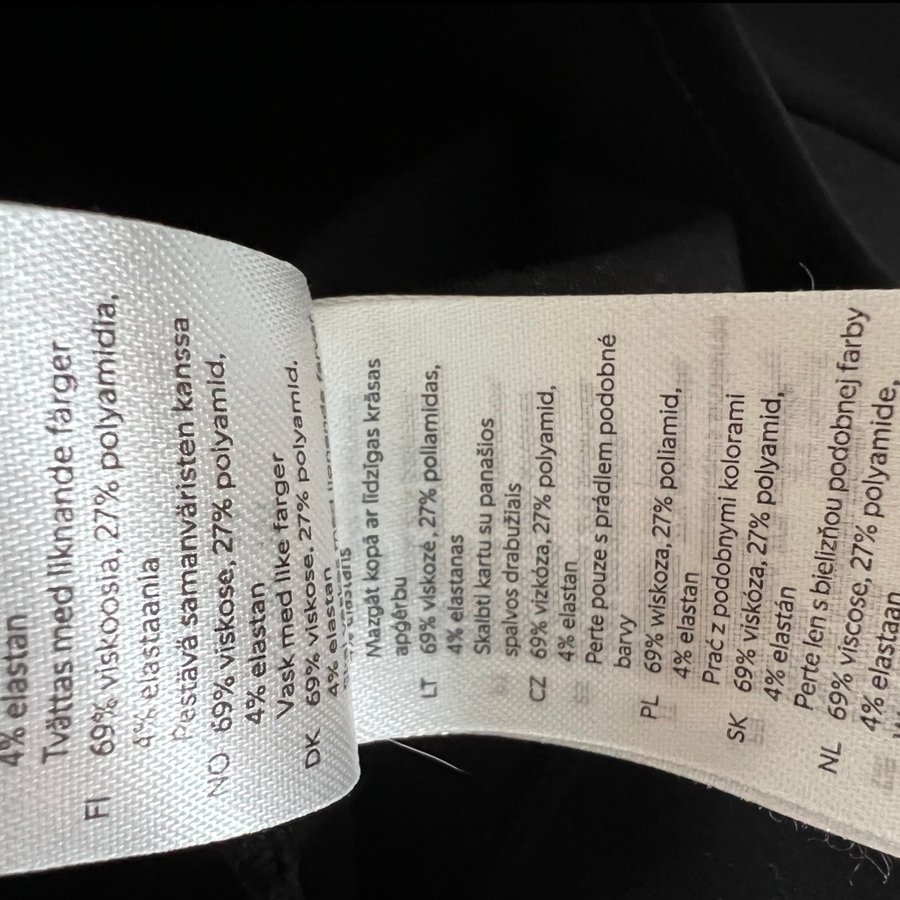 4% elastan
Tvättas med liknande färger
FI 69% viskoosia, 27% polyamidia,
4% elastaania
Pestävä samanväristen kanssa
NO 69% viskose, 27% polyamid,
4% elastan
Vask med like farger
DK 69% viskose, 27% polyamid,
4% elastan
Mazgāt kopā ar līdzīgas krāsas
apģērbu
LT 69% viskozė, 27% poliamidas,
4% elastanas
Skalbti kartu su panašios
spalvos drabužiais
CZ 69% vizkóza, 27% polyamid,
4% elastan
Perte pouze s prádlem podobné
barvy
PL 69% wiskoza, 27% poliamid,
4% elastan
Prać z podobnymi kolorami
SK 69% viskóza, 27% polyamid,
4% elastán
Perte len s bielizňou podobnej farby
NL 69% viscose, 27% polyamide,
4% elastaan